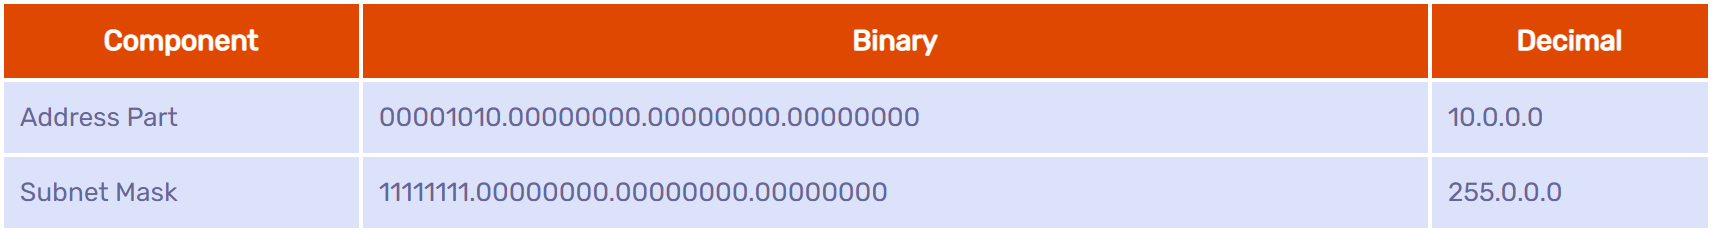 Component Binary Decimal
Address Part 00001010.00000000.00000000.00000000 10.0.0.0
Subnet Mask 11111111.00000000.00000000.00000000 255.0.0.0